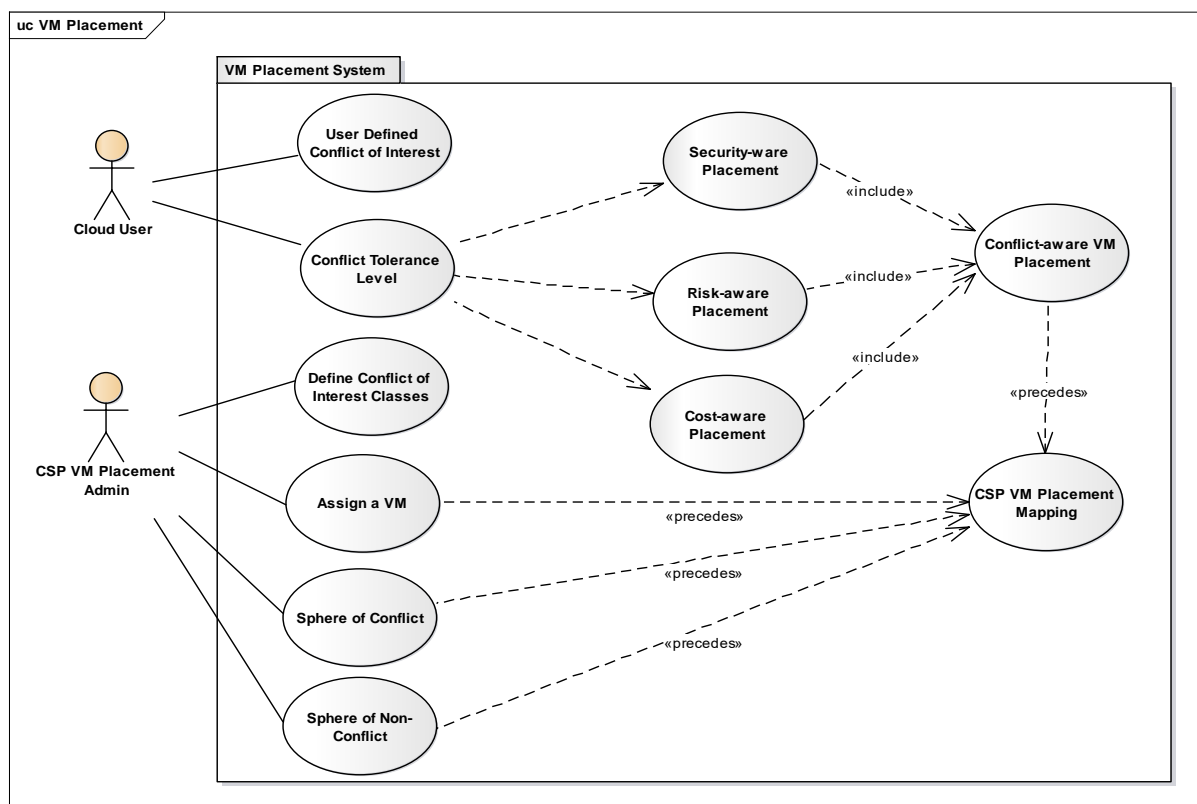 uc VM Placement
VM Placement System
Cloud User
User Defined
Conflict of Interest
Conflict Tolerance
Level
Security-ware
Placement
Risk-aware
Placement
Cost-aware
Placement
«include»
«include»
«include»
Conflict-aware VM
Placement
«precedes»
CSP VM Placement
Admin
Define Conflict of
Interest Classes
Assign a VM
Sphere of Conflict
Sphere of Non-
Conflict
«precedes»
«precedes»
«precedes»
CSP VM Placement
Mapping